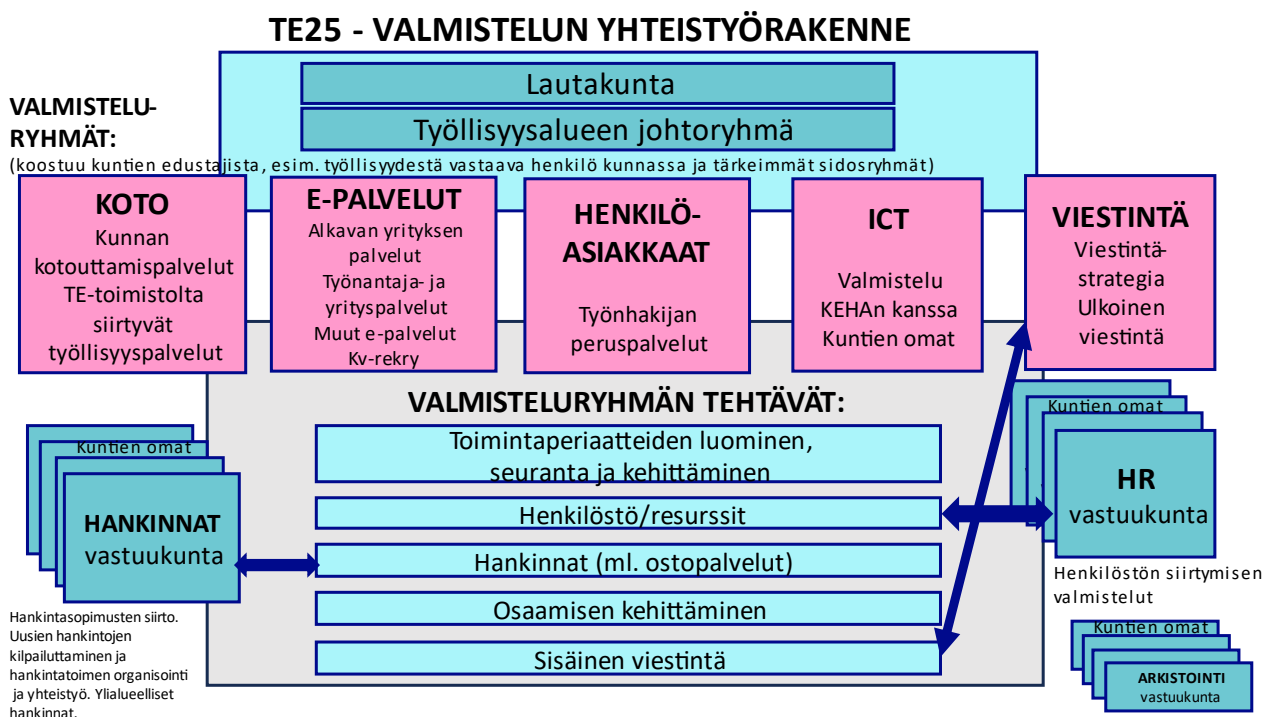 TE25 - VALMISTELUN YHTEISTYÖRAKENNE
Lautakunta
Työllisyysalueen johtoryhmä
VALMISTELU-
RYHMÄT:
(koostuu kuntien edustajista, esim. työllisyydestä vastaava henkilö kunnassa ja tärkeimmät sidosryhmät)
KOTO
Kunnan
kotouttamispalvelut
TE-toimistolta
siirtyvät
työllisyyspalvelut
E-PALVELUT
Alkavan yrityksen
palvelut
Työnantaja- ja
yrityspalvelut
Muut e-palvelut
Kv-rekry
HENKILÖ-
ASIAKKAAT
Työnhakijan
peruspalvelut
ICT
Valmistelu
KEHAn kanssa
Kuntien omat
VIESTINTÄ
Viestintä-
strategia
Ulkoinen
viestintä
VALMISTELURYHMÄN TEHTÄVÄT:
Toimintaperiaatteiden luominen,
seuranta ja kehittäminen
Henkilöstö/resurssit
Hankinnat (ml. ostopalvelut)
Osaamisen kehittäminen
Sisäinen viestintä
Kuntien omat
HANKINNAT
vastuukunta
Hankintasopimusten siirto.
Uusien hankintojen
kilpailuttaminen ja
hankintatoimen organisointi
ja yhteistyö. Ylialueelliset
hankinnat.
Kuntien omat
HR
vastuukunta
Henkilöstön siirtymisen
valmistelut
Kuntien omat
ARKISTOINTI
vastuukunta